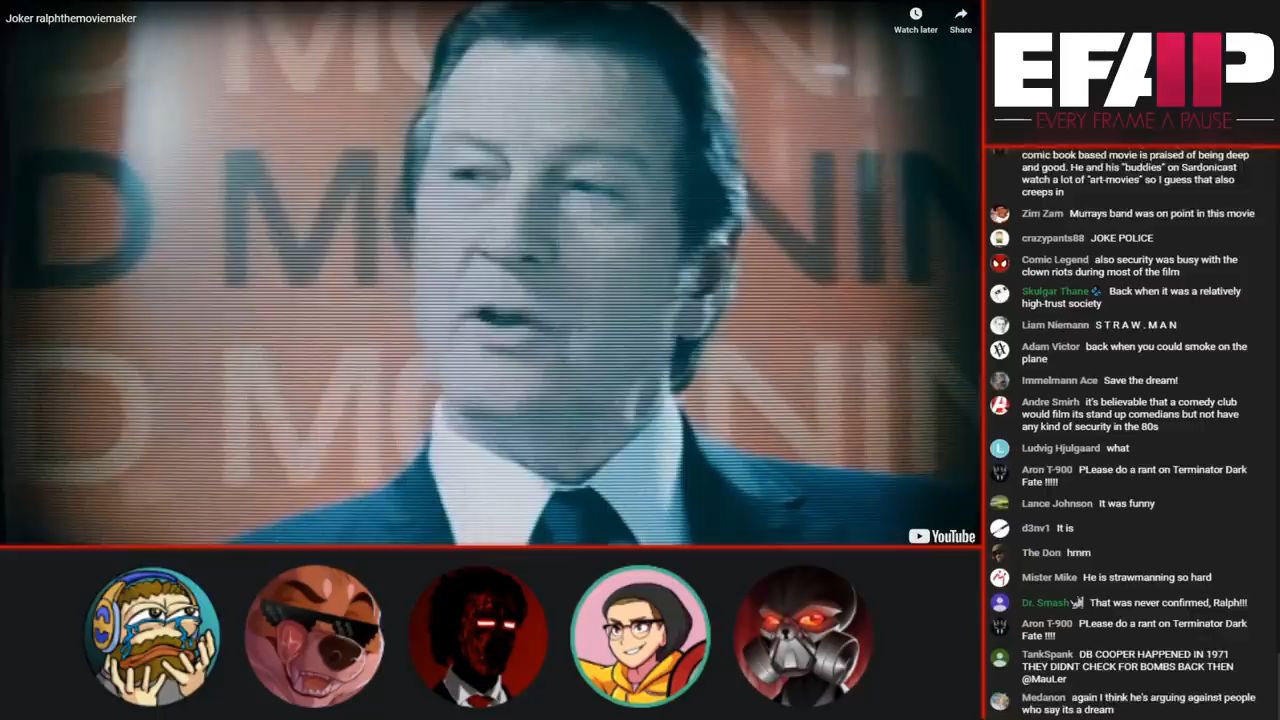 Joker ralphthemoviemaker
Watch later
Share
D MORNIN
D MORNIN
YouTube
EFAP
EVERY FRAME A PAUSE
comic book based movie is praised of being deep
and good. He and his "buddies" on Sardonicast
watch a lot of "art-movies" so I guess that also
creeps in
Zim Zam Murrays band was on point in this movie
crazypants88 JOKE POLICE
Comic Legend also security was busy with the
clown riots during most of the film
Skulgar Thane Back when it was a relatively
high-trust society
Liam Niemann S T R A W . M A N
Adam Victor back when you could smoke on the
plane
Immelmann Ace Save the dream!
Andre Smirh it's believable that a comedy club
would film its stand up comedians but not have
any kind of security in the 80s
Ludvig Hjulgaard what
Aron T-900 PLease do a rant on Terminator Dark
Fate !!!!!
Lance Johnson It was funny
d3nv1 It is
The Don hmm
Mister Mike He is strawmanning so hard
Dr. Smash That was never confirmed, Ralph!!!
Aron T-900 PLease do a rant on Terminator Dark
Fate !!!!
TankSpank DB COOPER HAPPENED IN 1971
THEY DIDNT CHECK FOR BOMBS BACK THEN
@MauLer
Medanon again I think he's arguing against people
who say its a dream